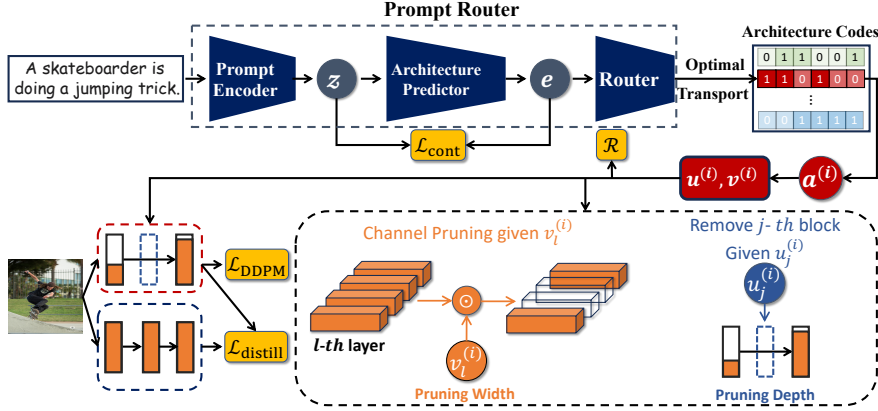 Prompt Router
Architecture Codes
A skateboarder is
doing a jumping trick.
Prompt
Encoder
z
Architecture
Predictor
e
Router
Optimal
Transport
0 1 1 0 0 1
1 1 0 1 0 0
⋮
0 0 1 1 1 1
ℒcont
ℛ
u⁽ⁱ⁾, v⁽ⁱ⁾
a⁽ⁱ⁾
Channel Pruning given vₗ⁽ⁱ⁾
Remove j- th block
Given uⱼ⁽ⁱ⁾
uⱼ⁽ⁱ⁾
ℒDDPM
ℒdistill
⊙
l-th layer
vₗ⁽ⁱ⁾
Pruning Width
Pruning Depth